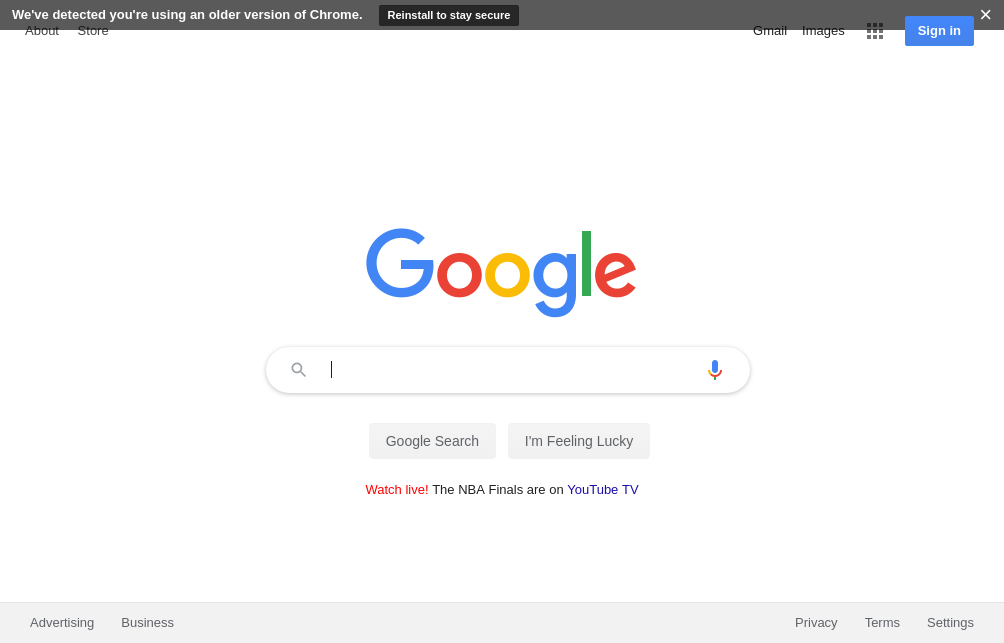 We've detected you're using an older version of Chrome. Reinstall to stay secure ×
About Store Gmail Images Sign in
Google
Google Search I'm Feeling Lucky
Watch live! The NBA Finals are on YouTube TV
Advertising Business Privacy Terms Settings